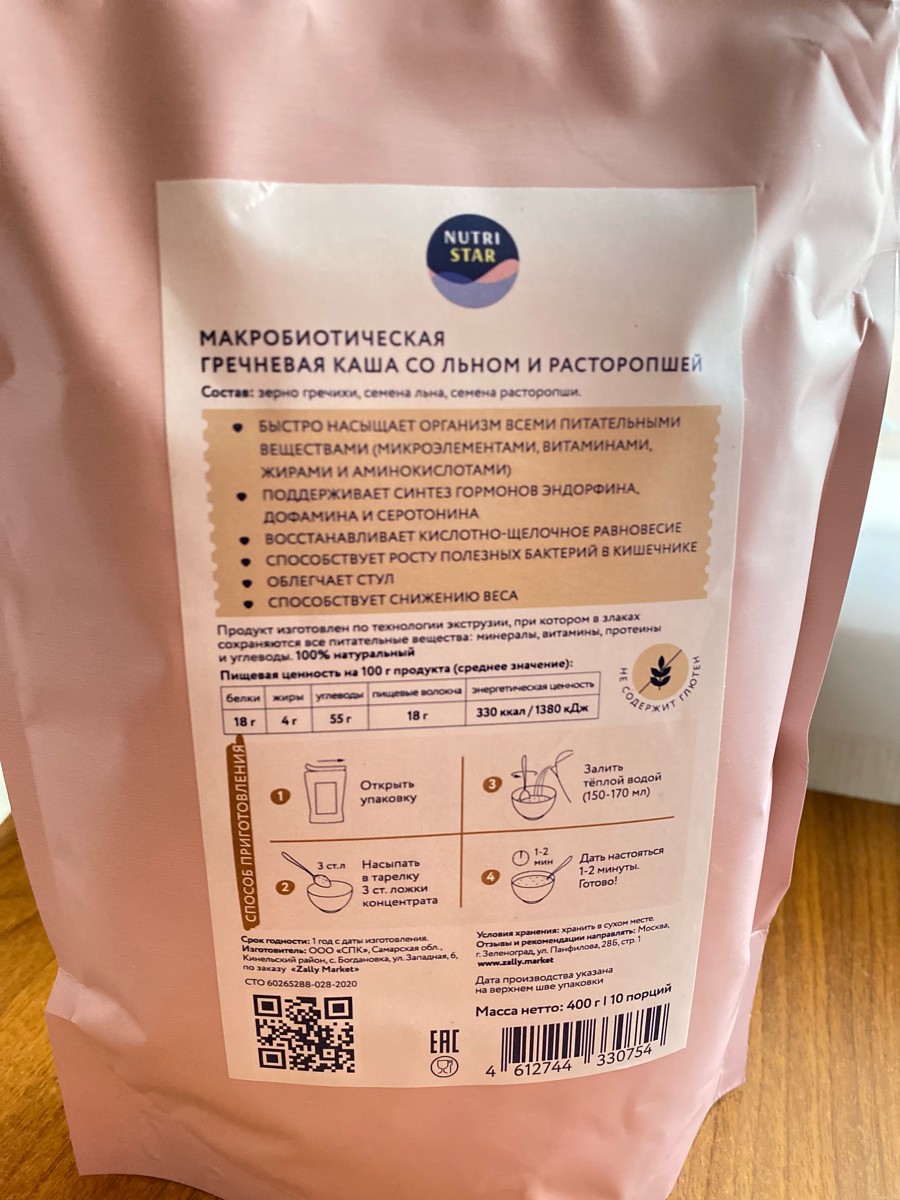 NUTRI
STAR
МАКРОБИОТИЧЕСКАЯ
ГРЕЧНЕВАЯ КАША СО ЛЬНОМ И РАСТОРОПШЕЙ
Состав: зерно гречихи, семена льна, семена расторопши.
БЫСТРО НАСЫЩАЕТ ОРГАНИЗМ ВСЕМИ ПИТАТЕЛЬНЫМИ
ВЕЩЕСТВАМИ (МИКРОЭЛЕМЕНТАМИ, ВИТАМИНАМИ,
ЖИРАМИ И АМИНОКИСЛОТАМИ)
ПОДДЕРЖИВАЕТ СИНТЕЗ ГОРМОНОВ ЭНДОРФИНА,
ДОФАМИНА И СЕРОТОНИНА
ВОССТАНАВЛИВАЕТ КИСЛОТНО-ЩЕЛОЧНОЕ РАВНОВЕСИЕ
СПОСОБСТВУЕТ РОСТУ ПОЛЕЗНЫХ БАКТЕРИЙ В КИШЕЧНИКЕ
ОБЛЕГЧАЕТ СТУЛ
СПОСОБСТВУЕТ СНИЖЕНИЮ ВЕСА
Продукт изготовлен по технологии экструзии, при котором в злаках
сохраняются все питательные вещества: минералы, витамины, протеины
и углеводы. 100% натуральный
Пищевая ценность на 100 г продукта (среднее значение):
белки жиры углеводы пищевые волокна энергетическая ценность
18 г 4 г 55 г 18 г 330 ккал / 1380 кДж
НЕ СОДЕРЖИТ ГЛЮТЕН
СПОСОБ ПРИГОТОВЛЕНИЯ
1
Открыть
упаковку
2
3 ст.л
Насыпать
в тарелку
3 ст. ложки
концентрата
3
Залить
тёплой водой
(150-170 мл)
4
1-2
мин
Дать настояться
1-2 минуты.
Готово!
Срок годности: 1 год с даты изготовления.
Изготовитель: ООО «СПК», Самарская обл.,
Кинельский район, с. Богдановка, ул. Западная, 6,
по заказу «Zally Market»
СТО 60265288-028-2020
Условия хранения: хранить в сухом месте.
Отзывы и рекомендации направлять: Москва,
г. Зеленоград, ул. Панфилова, 28Б, стр. 1
www.zally.market
Дата производства указана
на верхнем шве упаковки
Масса нетто: 400 г | 10 порций
ЕАС
4 612744 330754